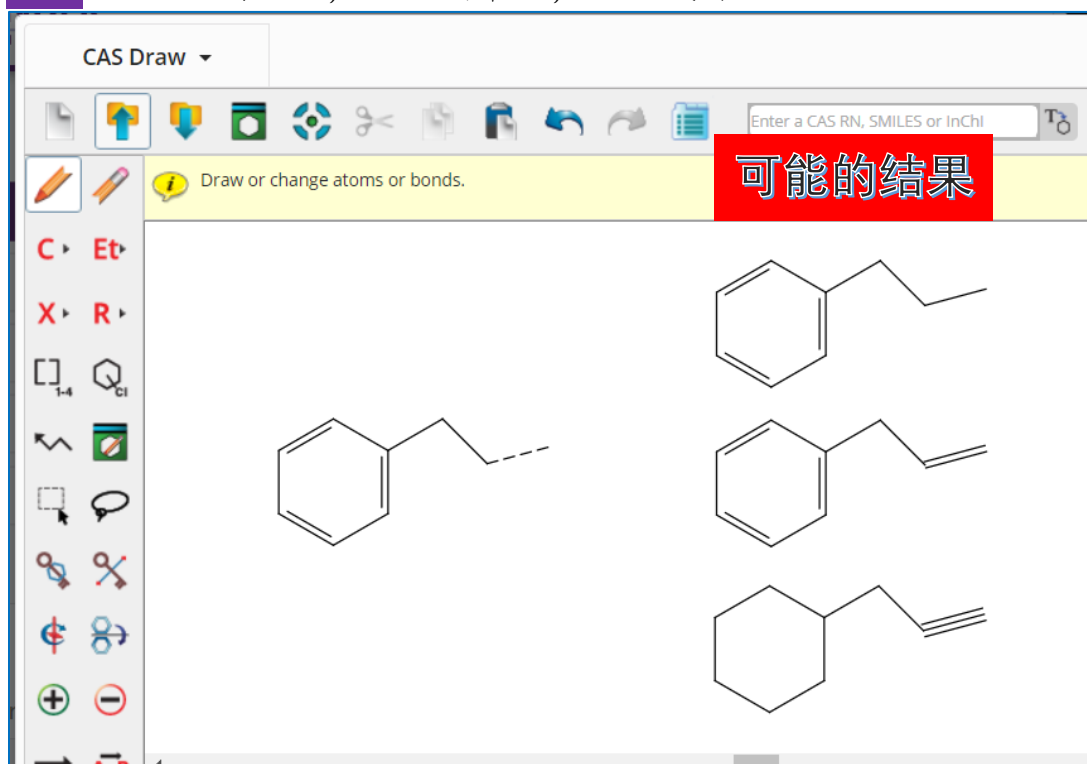 CAS Draw
Enter a CAS RN, SMILES or InChI
T
可能的结果
i
Draw or change atoms or bonds.
C
Et
X
R
1-4
Cl